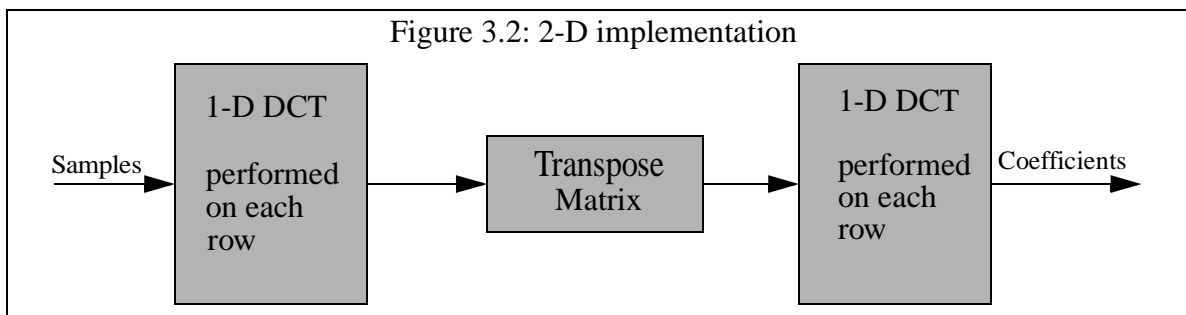 Figure 3.2: 2-D implementation
Samples
1-D DCT
performed
on each
row
Transpose
Matrix
1-D DCT
performed
on each
row
Coefficients